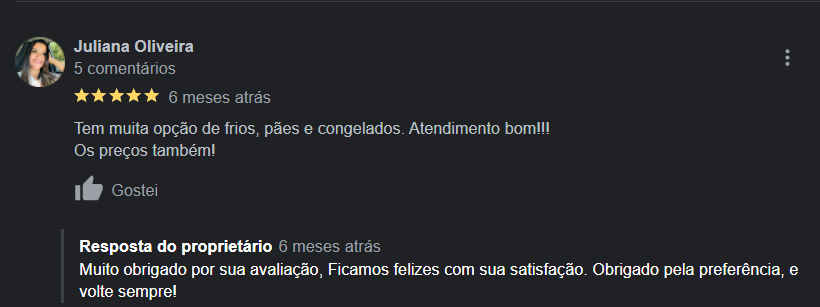 Juliana Oliveira
5 comentários
6 meses atrás
Tem muita opção de frios, pães e congelados. Atendimento bom!!!
Os preços também!
Gostei
Resposta do proprietário 6 meses atrás
Muito obrigado por sua avaliação, Ficamos felizes com sua satisfação. Obrigado pela preferência, e
volte sempre!